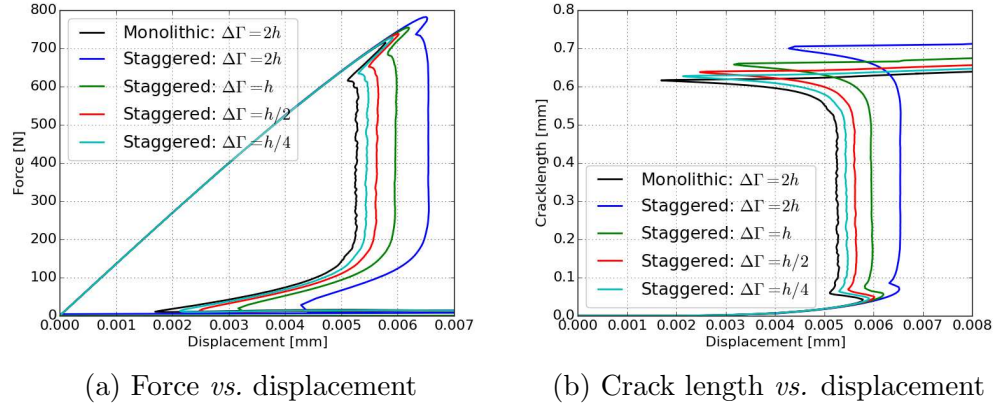 800
700
600
500
400
300
200
100
0
Force [N]
Monolithic: ΔΓ=2h
Staggered: ΔΓ=2h
Staggered: ΔΓ=h
Staggered: ΔΓ=h/2
Staggered: ΔΓ=h/4
0.000 0.001 0.002 0.003 0.004 0.005 0.006 0.007
Displacement [mm]
(a) Force vs. displacement
0.8
0.7
0.6
0.5
0.4
0.3
0.2
0.1
0.0
Cracklength [mm]
Monolithic: ΔΓ=2h
Staggered: ΔΓ=2h
Staggered: ΔΓ=h
Staggered: ΔΓ=h/2
Staggered: ΔΓ=h/4
0.000 0.001 0.002 0.003 0.004 0.005 0.006 0.007 0.008
Displacement [mm]
(b) Crack length vs. displacement